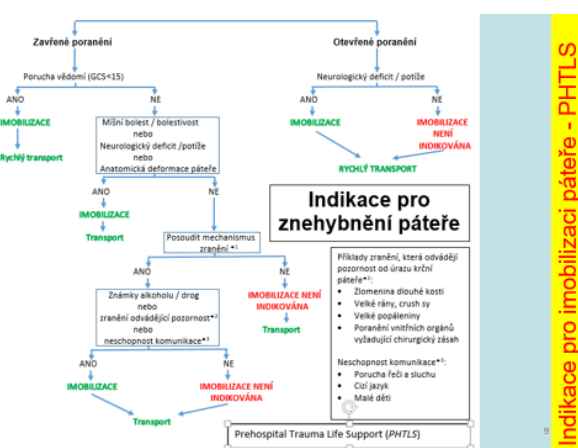 Zavřené poranění
Otevřené poranění
Porucha vědomí (GCS<15)
Neurologický deficit / potíže
ANO
NE
ANO
NE
IMOBILIZACE
Rychlý transport
Míšní bolest / bolestivost
nebo
Neurologický deficit /potíže
nebo
Anatomická deformace páteře
IMOBILIZACE
IMOBILIZACE
NENÍ
INDIKOVÁNA
RYCHLÝ TRANSPORT
ANO
NE
IMOBILIZACE
Transport
Posoudit mechanismus
zranění *1
Indikace pro
znehybnění páteře
ANO
NE
Známky alkoholu / drog
nebo
zranění odvádějící pozornost*2
nebo
neschopnost komunikace*3
IMOBILIZACE NENÍ
INDIKOVÁNA
Transport
ANO
NE
IMOBILIZACE
IMOBILIZACE NENÍ
INDIKOVÁNA
Transport
Příklady zranění, která odvádějí
pozornost od úrazu krční
páteře*2:
• Zlomenina dlouhé kosti
• Velké rány, crush sy
• Velké popáleniny
• Poranění vnitřních orgánů
vyžadující chirurgický zásah
Neschopnost komunikace*3:
• Porucha řeči a sluchu
• Cizí jazyk
• Malé děti
Prehospital Trauma Life Support (PHTLS)
9
Indikace pro imobilizaci páteře - PHTLS